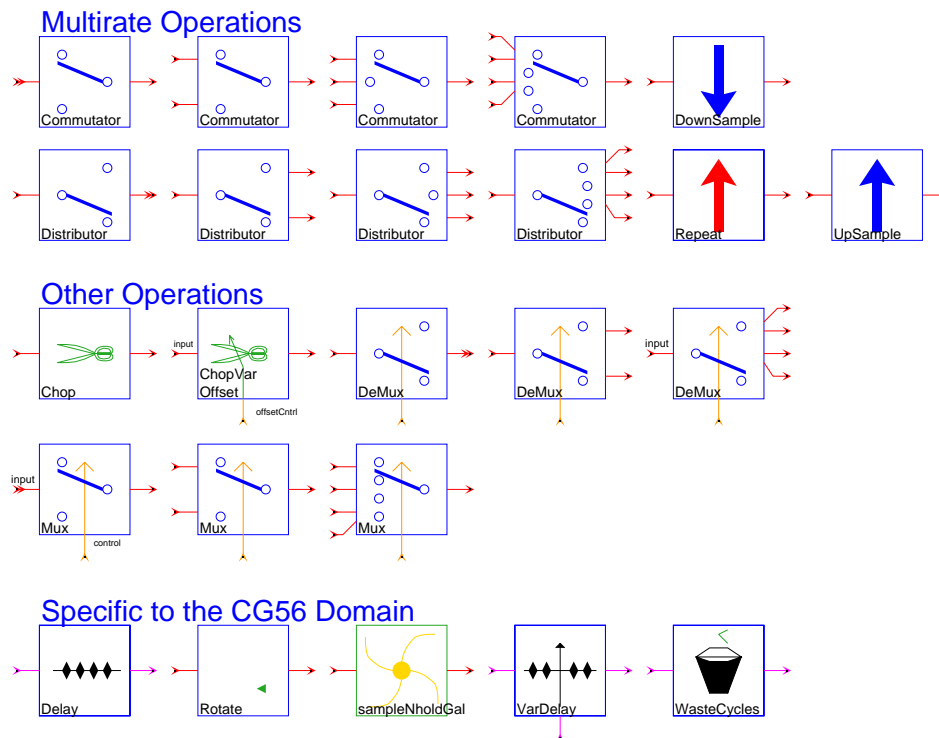 Multirate Operations
Commutator
Commutator
Commutator
Commutator
DownSample
Distributor
Distributor
Distributor
Distributor
Repeat
UpSample
Other Operations
Chop
input
ChopVar
Offset
offsetCntrl
DeMux
DeMux
input
DeMux
input
Mux
control
Mux
Mux
Specific to the CG56 Domain
Delay
Rotate
sampleNholdGal
VarDelay
WasteCycles